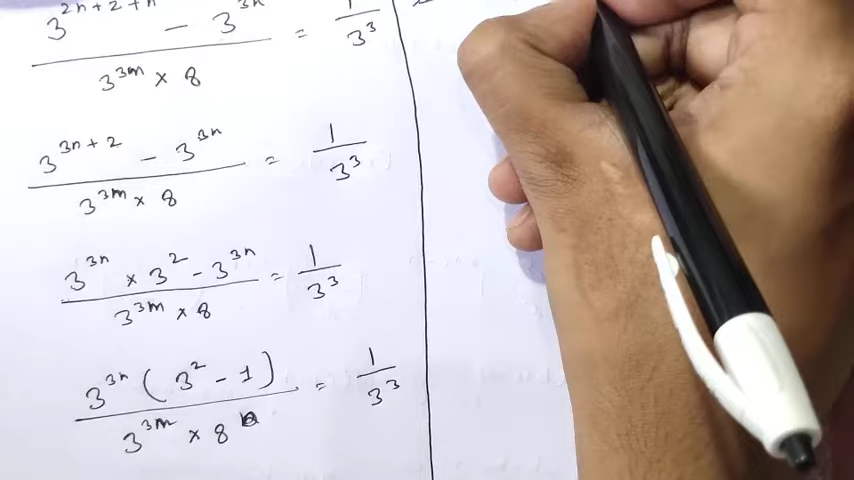 3^{2n+2+n} - 3^{3n} / 3^{3m} × 8 = 1 / 3^3
3^{3n+2} - 3^{3n} / 3^{3m} × 8 = 1 / 3^3
3^{3n} × 3^2 - 3^{3n} / 3^{3m} × 8 = 1 / 3^3
3^{3n} (3^2 - 1) / 3^{3m} × 8 = 1 / 3^3